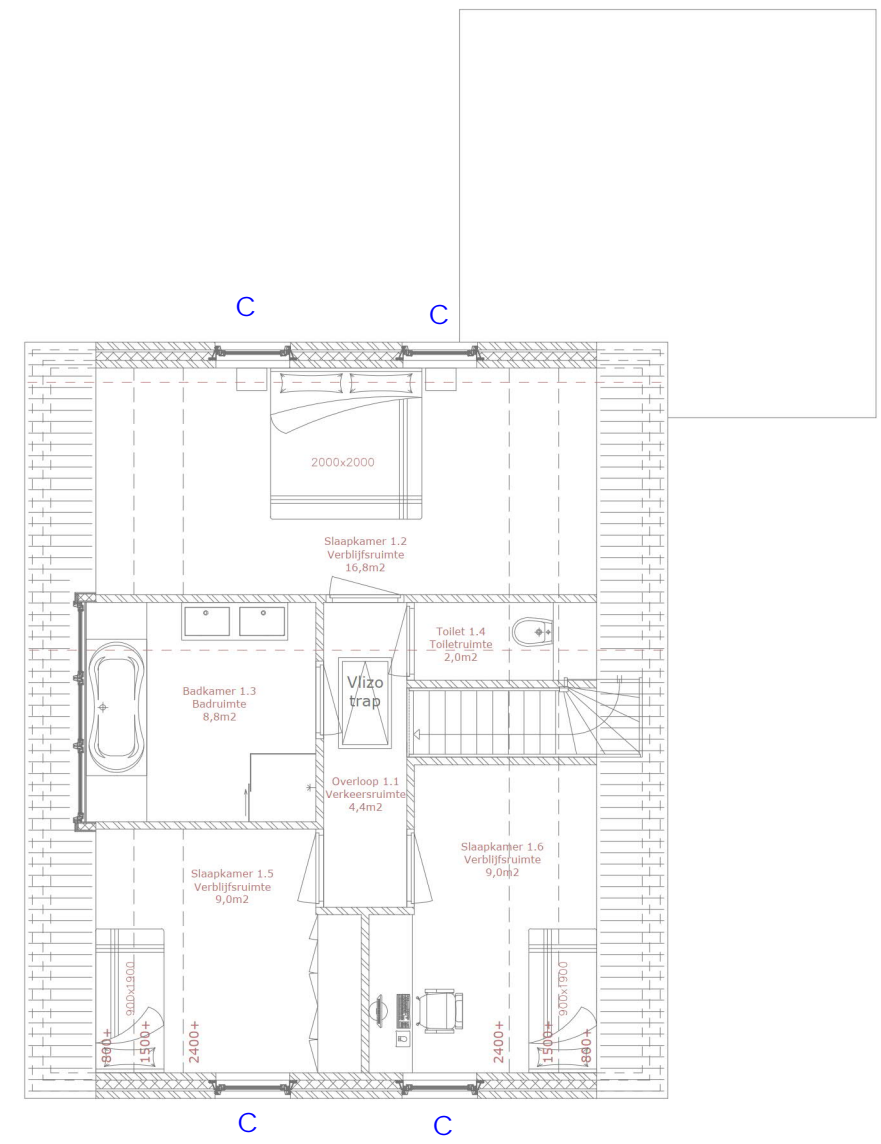 C
C
2000x2000
Slaapkamer 1.2
Verblijfsruimte
16,8m2
Toilet 1.4
Toiletruimte
2,0m2
Vlizo
trap
Badkamer 1.3
Badruimte
8,8m2
Overloop 1.1
Verkeersruimte
4,4m2
Slaapkamer 1.6
Verblijfsruimte
9,0m2
Slaapkamer 1.5
Verblijfsruimte
9,0m2
900x1900
900x1900
800+
1500+
2400+
2400+
1500+
800+
C
C